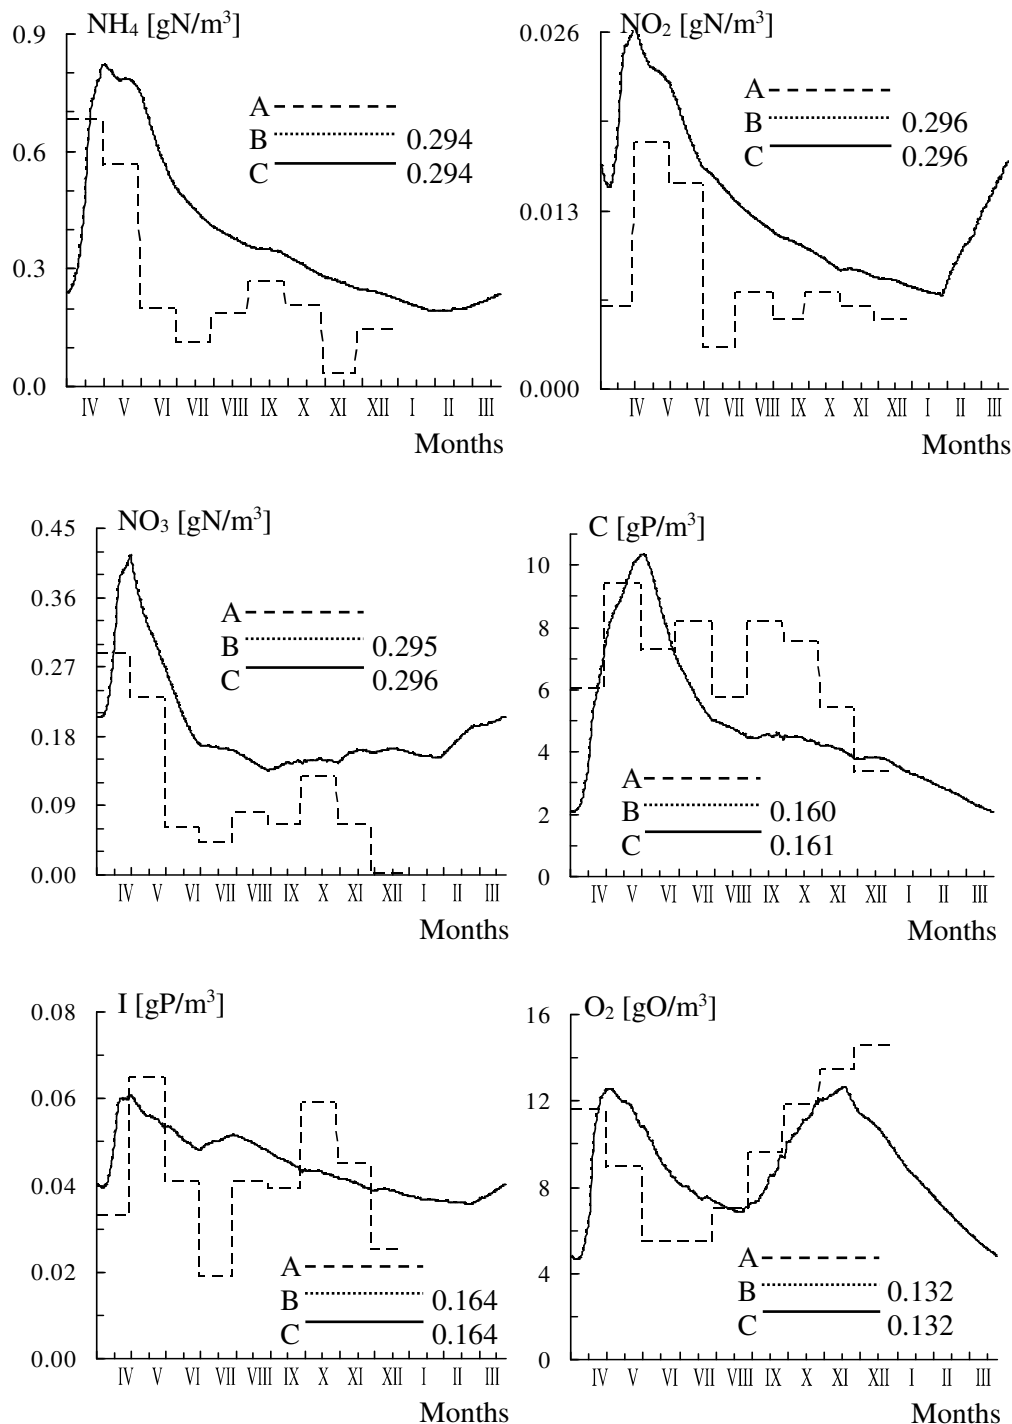 NH₄ [gN/m³]
0.9
0.6
0.3
0.0
A
B 0.294
C 0.294
IV V VI VII VIII IX X XI XII I II III
Months
NO₂ [gN/m³]
0.026
0.013
0.000
A
B 0.296
C 0.296
IV V VI VII VIII IX X XI XII I II III
Months
NO₃ [gN/m³]
0.45
0.36
0.27
0.18
0.09
0.00
A
B 0.295
C 0.296
IV V VI VII VIII IX X XI XII I II III
Months
C [gP/m³]
10
8
6
4
2
0
A
B 0.160
C 0.161
IV V VI VII VIII IX X XI XII I II III
Months
I [gP/m³]
0.08
0.06
0.04
0.02
0.00
A
B 0.164
C 0.164
IV V VI VII VIII IX X XI XII I II III
Months
O₂ [gO/m³]
16
12
8
4
0
A
B 0.132
C 0.132
IV V VI VII VIII IX X XI XII I II III
Months